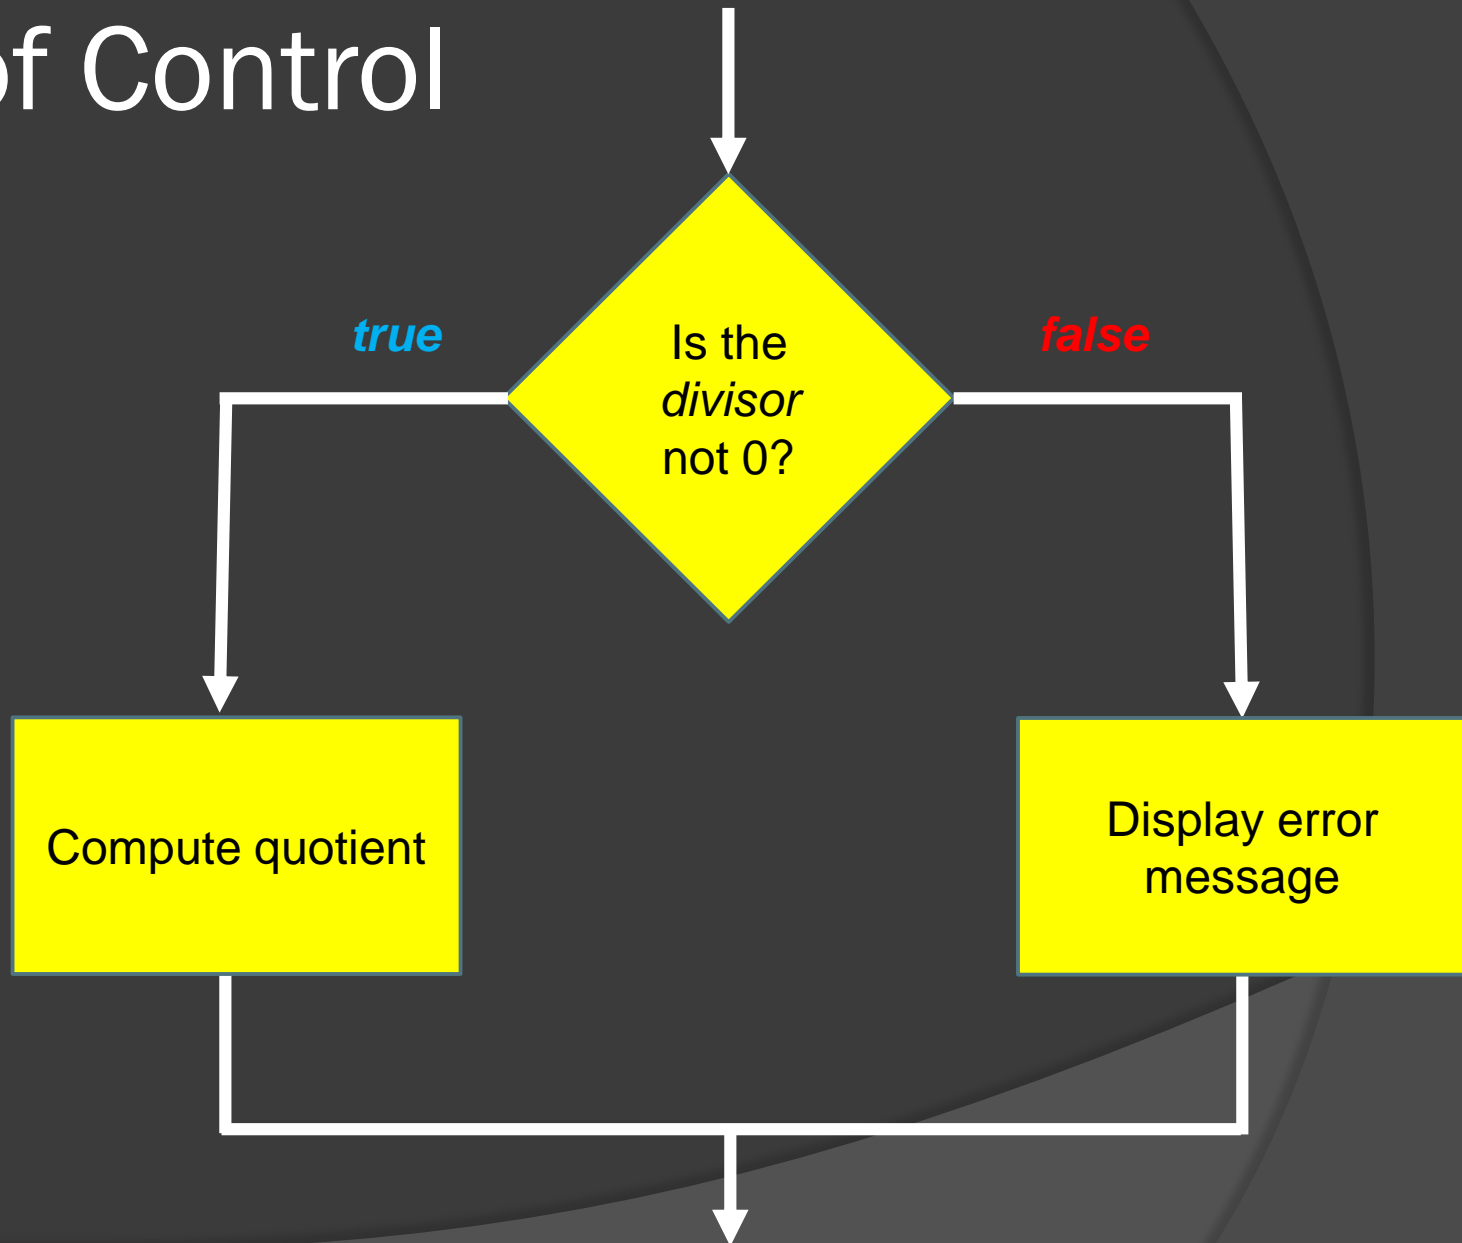 of Control
true
Is the
divisor
not 0?
false
Compute quotient
Display error
message